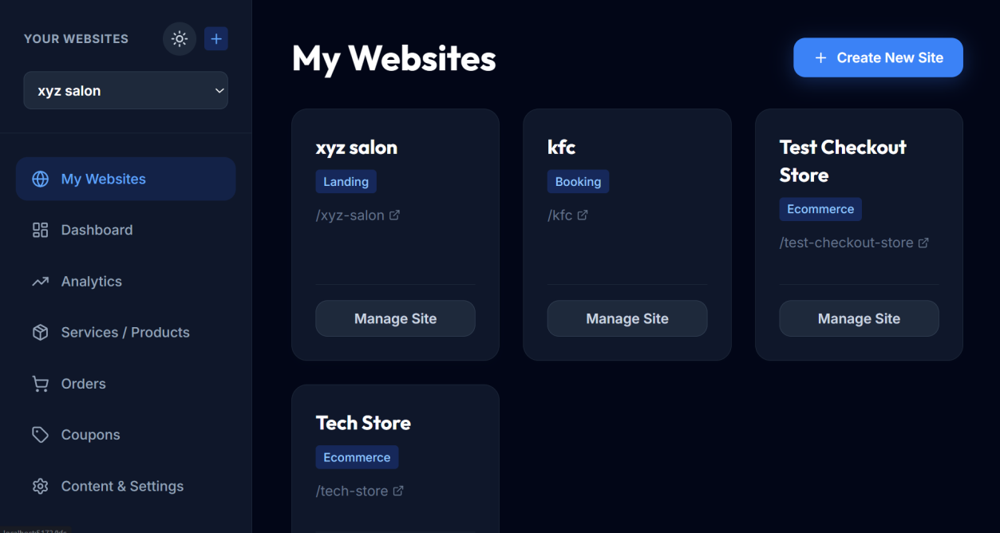 YOUR WEBSITES
xyz salon
My Websites
Dashboard
Analytics
Services / Products
Orders
Coupons
Content & Settings
My Websites
Create New Site
xyz salon
Landing
/xyz-salon
Manage Site
kfc
Booking
/kfc
Manage Site
Test Checkout
Store
Ecommerce
/test-checkout-store
Manage Site
Tech Store
Ecommerce
/tech-store